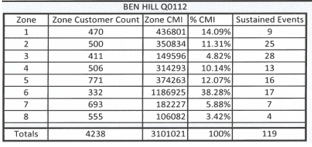 BEN HILL Q0112
Zone Zone Customer Count Zone CMI % CMI Sustained Events
1 470 436801 14.09% 9
2 500 350834 11.31% 25
3 411 149596 4.82% 28
4 506 314293 10.14% 13
5 771 374263 12.07% 16
6 332 1186925 38.28% 17
7 693 182227 5.88% 7
8 555 106082 3.42% 4
Totals 4238 3101021 100% 119